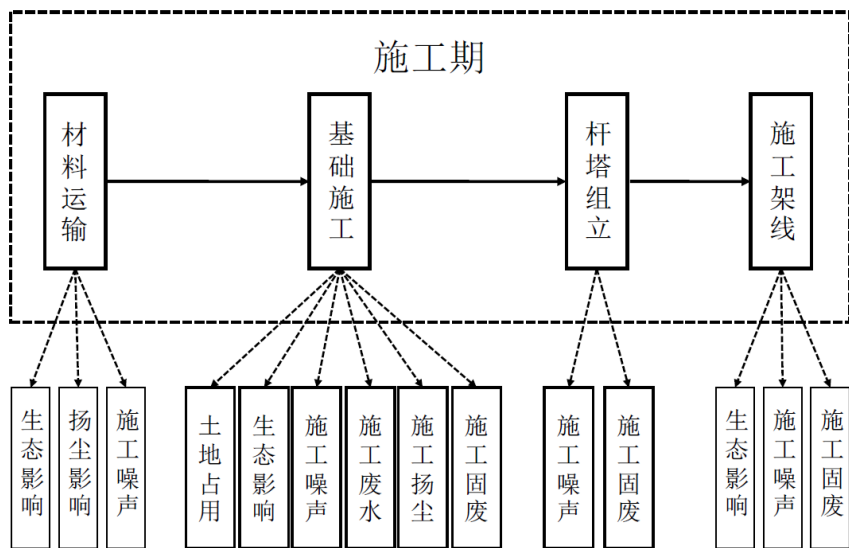 施工期
材料运输
基础施工
杆塔组立
施工架线
生态影响
扬尘影响
施工噪声
土地占用
生态影响
施工噪声
施工废水
施工扬尘
施工固废
施工噪声
施工固废
生态影响
施工噪声
施工固废